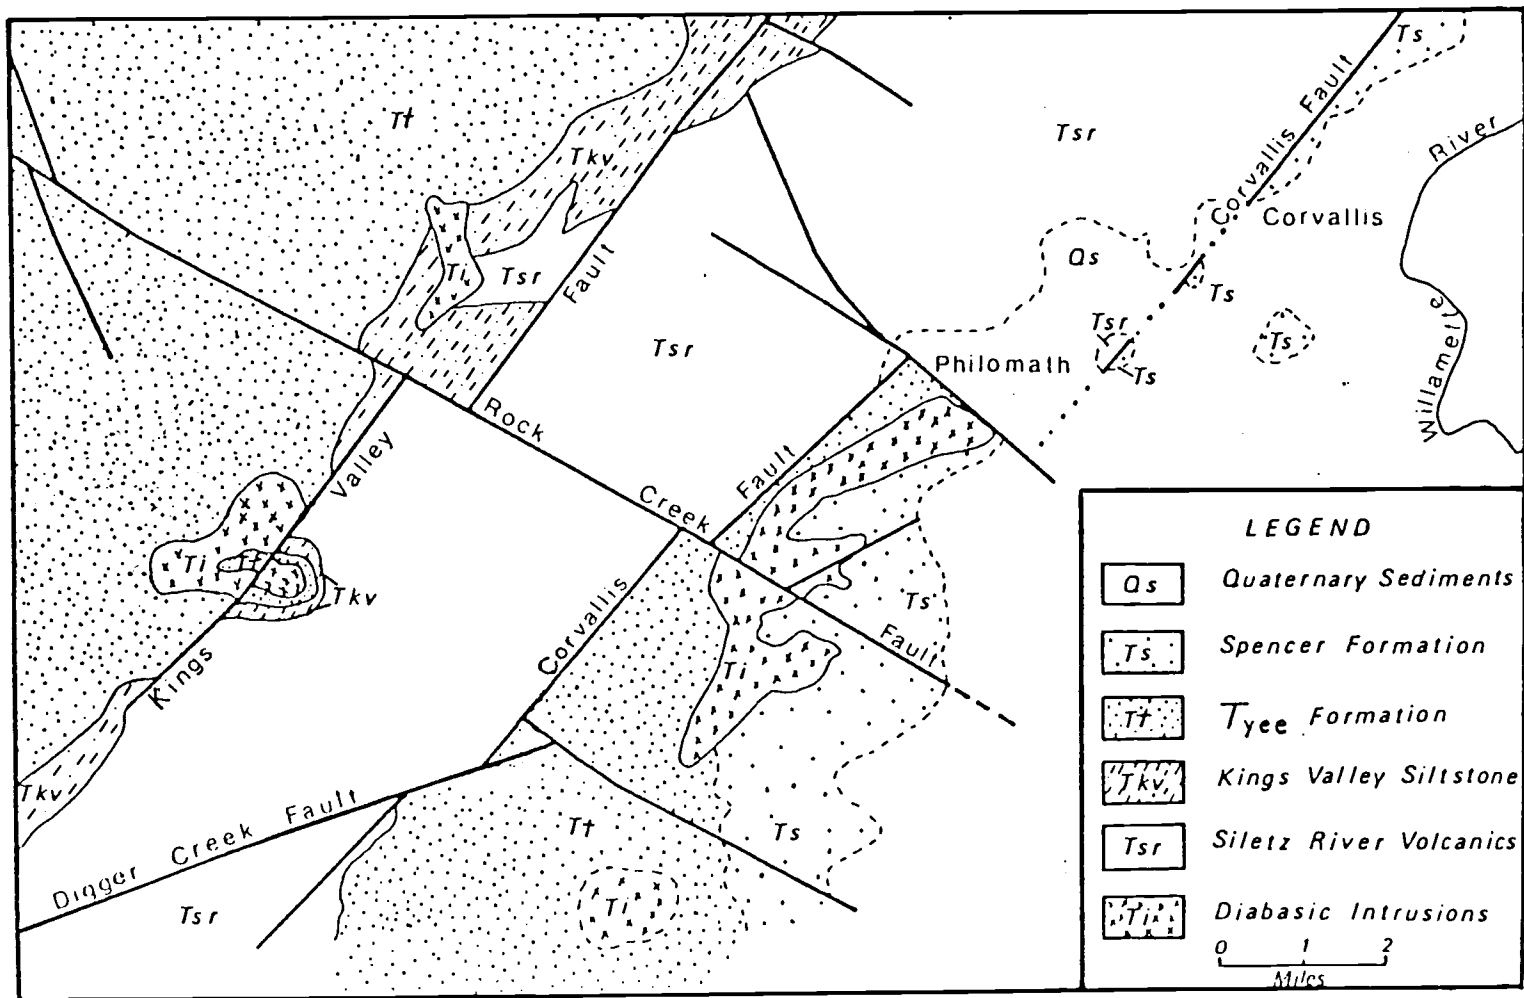 Ts
Tt
Tsr
Corvallis Fault
River
Tkv
Corvallis
Qs
Ti
Tsr
Fault
Ts
Tsr
Ts
Tsr
Philomath
Ts
Willamette
Rock
Creek
Fault
Kings Valley
Fault
LEGEND
Qs Quaternary Sediments
Ti
Tt
Tkv
Ts
Corvallis
Fault
Ts Spencer Formation
Ti
Tt Tyee Formation
Tkv
Tkv Kings Valley Siltstone
Digger Creek Fault
Tt
Ts
Tsr Siletz River Volcanics
Tsr
Ti
Ti Diabasic Intrusions
0 1 2
Miles